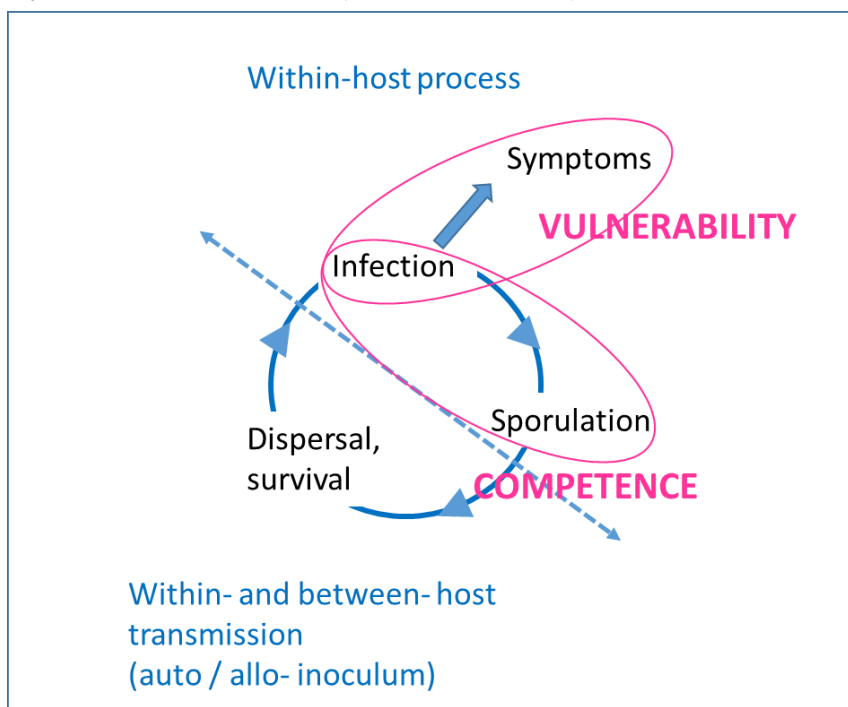 Within-host process
Symptoms
VULNERABILITY
Infection
Sporulation
Dispersal,
survival
COMPETENCE
Within- and between- host
transmission
(auto / allo- inoculum)